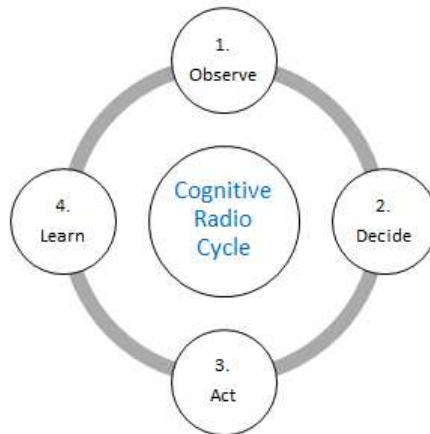 1.
Observe
Cognitive
Radio
Cycle
4.
Learn
2.
Decide
3.
Act